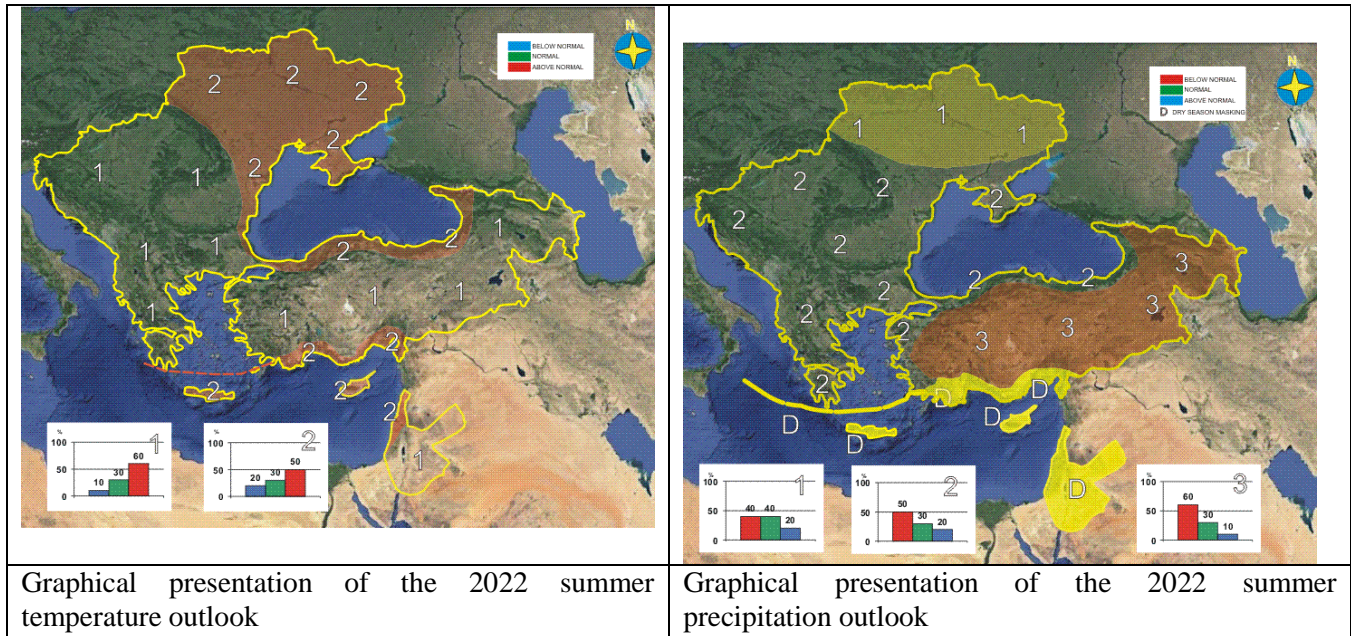 N
BELOW NORMAL
NORMAL
ABOVE NORMAL
2 2 2
2
1 2
1
1 1 2 2 1
1 1
1 1
2 2
2 2
2
1
%
100
50
0
10 30 60
1
100
50
0
20 30 50
2
N
BELOW NORMAL
NORMAL
ABOVE NORMAL
D DRY SEASON MASKING
1 1 1
2 2 2
2
2 3
2 2 2
2 3
2 3 3
2 D D
D D
D
D
%
100
50
0
40 40 20
1
100
50
0
50 30 20
2
%
100
50
0
60 30 10
3
Graphical presentation of the 2022 summer
temperature outlook
Graphical presentation of the 2022 summer
precipitation outlook